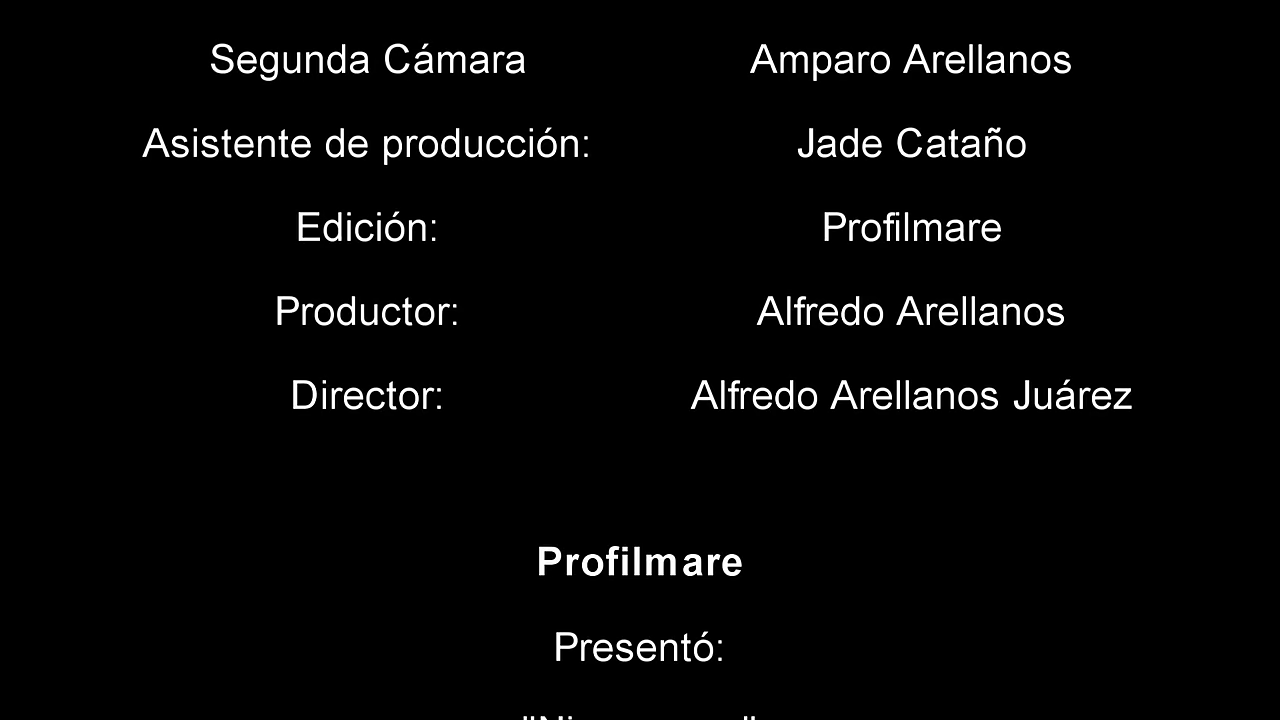 Segunda Cámara Amparo Arellanos
Asistente de producción: Jade Cataño
Edición: Profilmare
Productor: Alfredo Arellanos
Director: Alfredo Arellanos Juárez
Profilmare
Presentó: